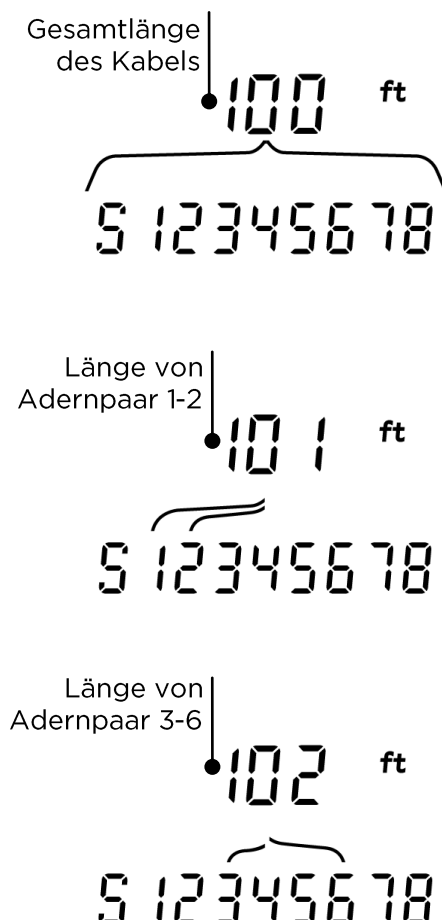 Gesamtlänge
des Kabels
100 ft
S 12345678
Länge von
Adernpaar 1-2
101 ft
S 12345678
Länge von
Adernpaar 3-6
102 ft
S 12345678